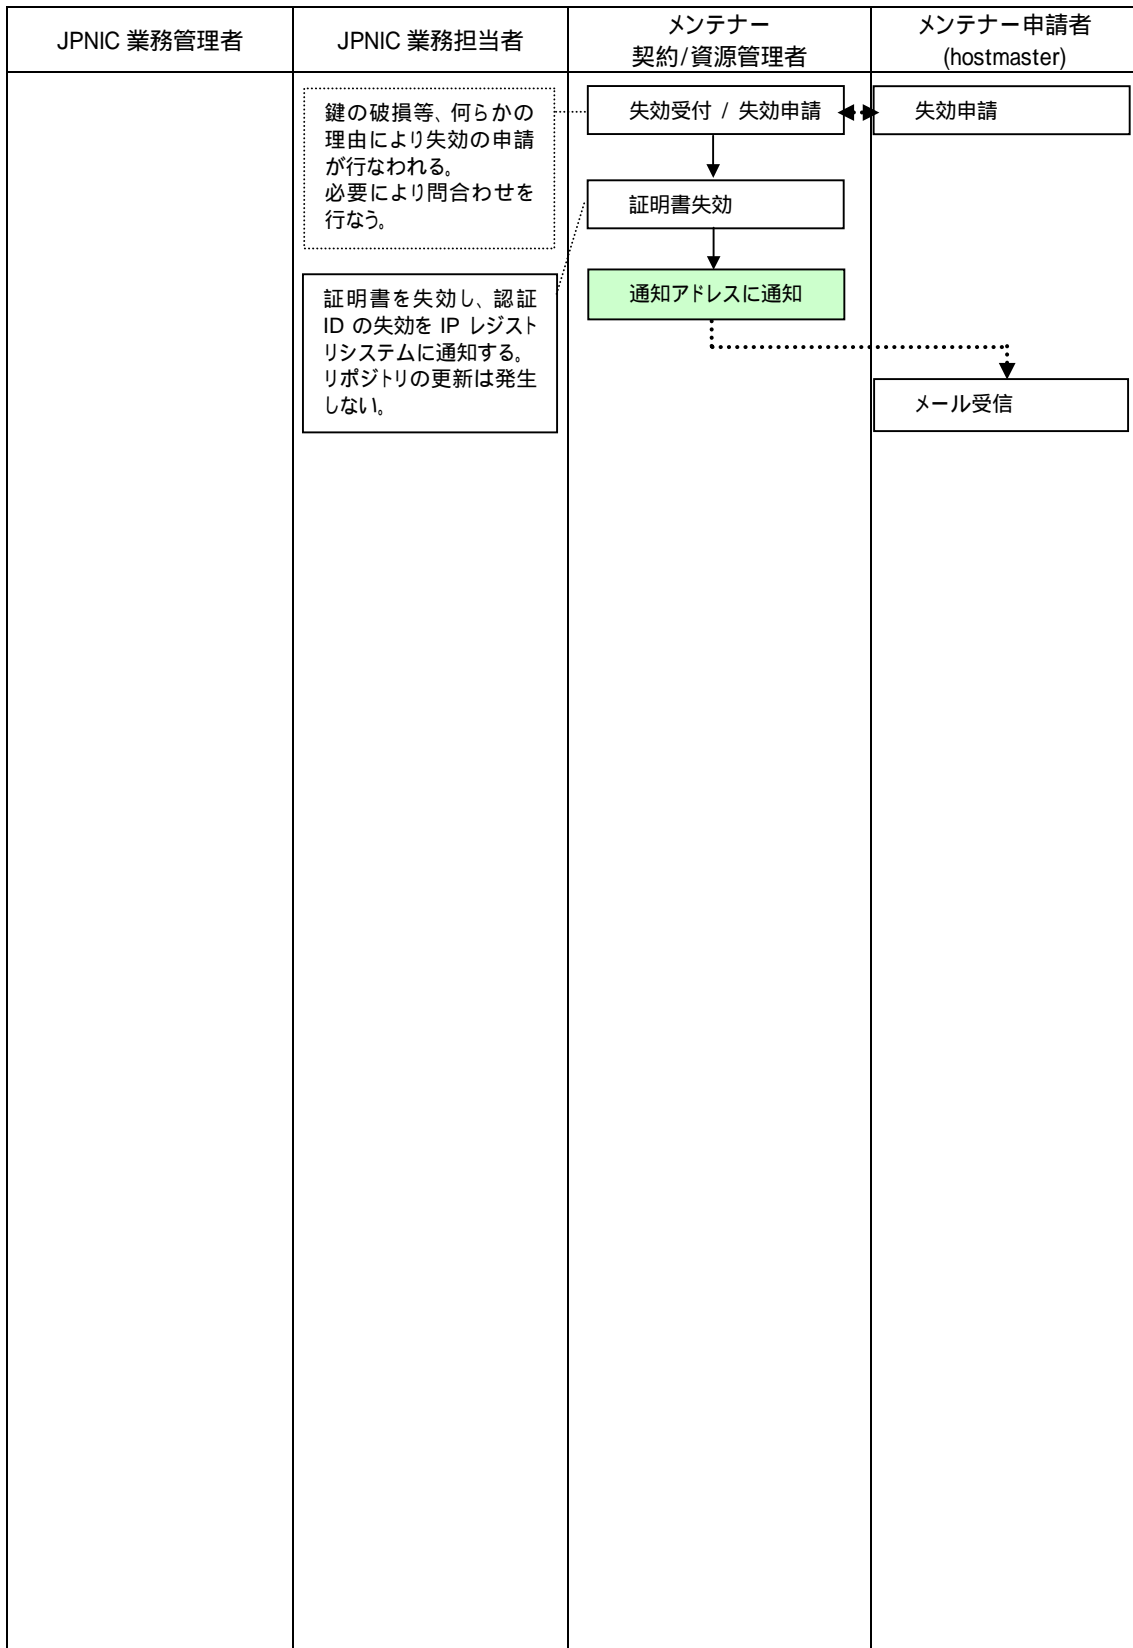 JPNIC 業務管理者
JPNIC 業務担当者
メンテナー
契約/資源管理者
メンテナー申請者
(hostmaster)
鍵の破損等、何らかの
理由により失効の申請
が行なわれる。
必要により問合わせを
行なう。
失効受付 / 失効申請
失効申請
証明書失効
証明書を失効し、認証
ID の失効を IP レジスト
リシステムに通知する。
リポジトリの更新は発生
しない。
通知アドレスに通知
メール受信